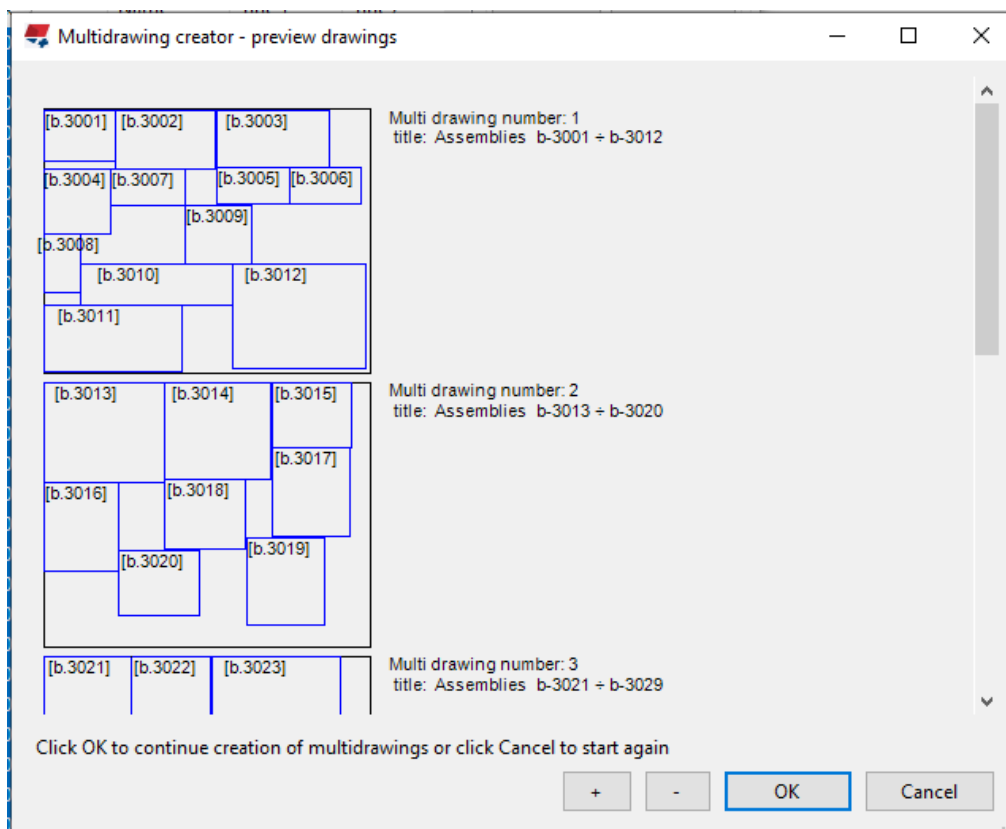 Multidrawing creator - preview drawings
[b.3001] [b.3002] [b.3003]
[b.3004] [b.3007] [b.3005] [b.3006]
[b.3009]
[b.3008]
[b.3010] [b.3012]
[b.3011]
Multi drawing number: 1
title: Assemblies b-3001 ÷ b-3012
[b.3013] [b.3014] [b.3015]
[b.3017]
[b.3016] [b.3018]
[b.3020] [b.3019]
Multi drawing number: 2
title: Assemblies b-3013 ÷ b-3020
[b.3021] [b.3022] [b.3023]
Multi drawing number: 3
title: Assemblies b-3021 ÷ b-3029
Click OK to continue creation of multidrawings or click Cancel to start again
+ - OK Cancel